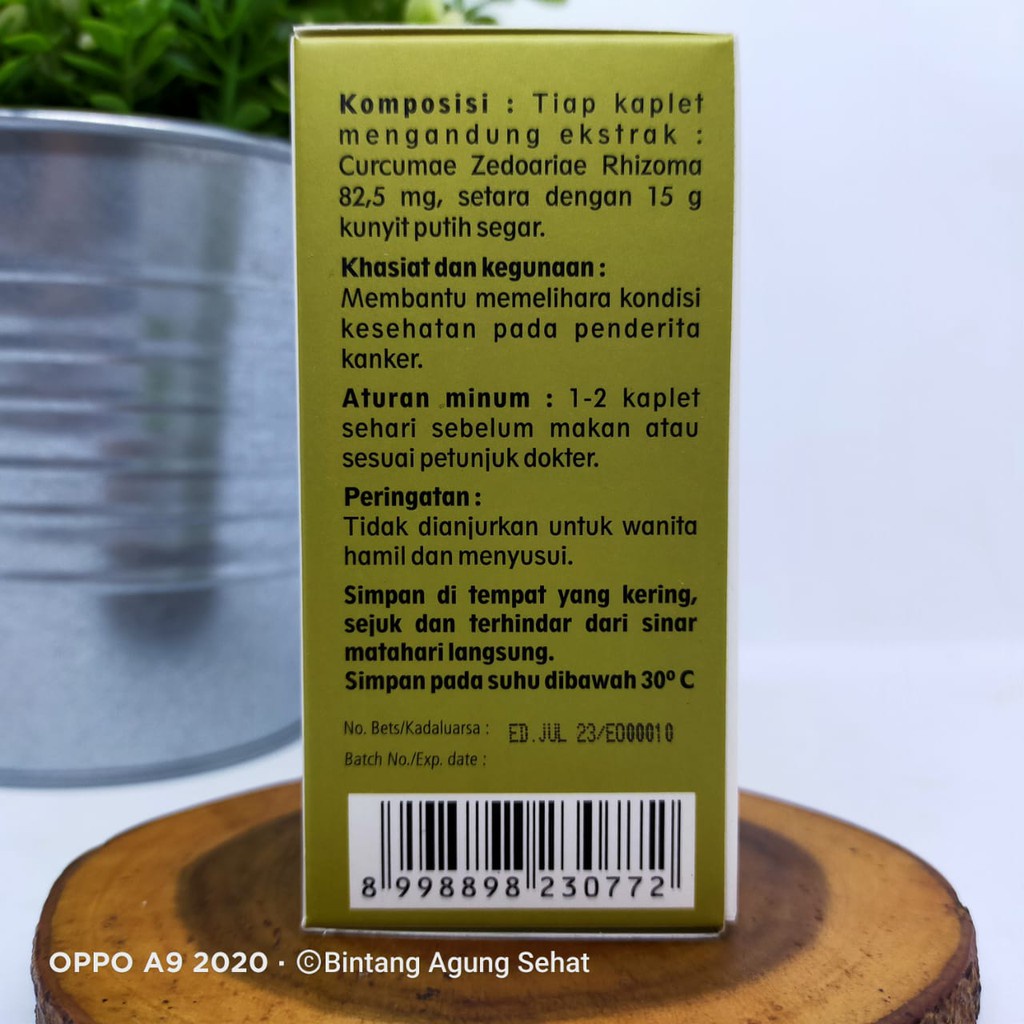 Komposisi : Tiap kaplet
mengandung ekstrak :
Curcumae Zedoariae Rhizoma
82,5 mg, setara dengan 15 g
kunyit putih segar.
Khasiat dan kegunaan :
Membantu memelihara kondisi
kesehatan pada penderita
kanker.
Aturan minum : 1-2 kaplet
sehari sebelum makan atau
sesuai petunjuk dokter.
Peringatan :
Tidak dianjurkan untuk wanita
hamil dan menyusui.
Simpan di tempat yang kering,
sejuk dan terhindar dari sinar
matahari langsung.
Simpan pada suhu dibawah 30º C
No. Bets/Kadaluarsa : ED.JUL 23/E000010
Batch No./Exp. date :
8 998898 230772
OPPO A9 2020 · ©Bintang Agung Sehat